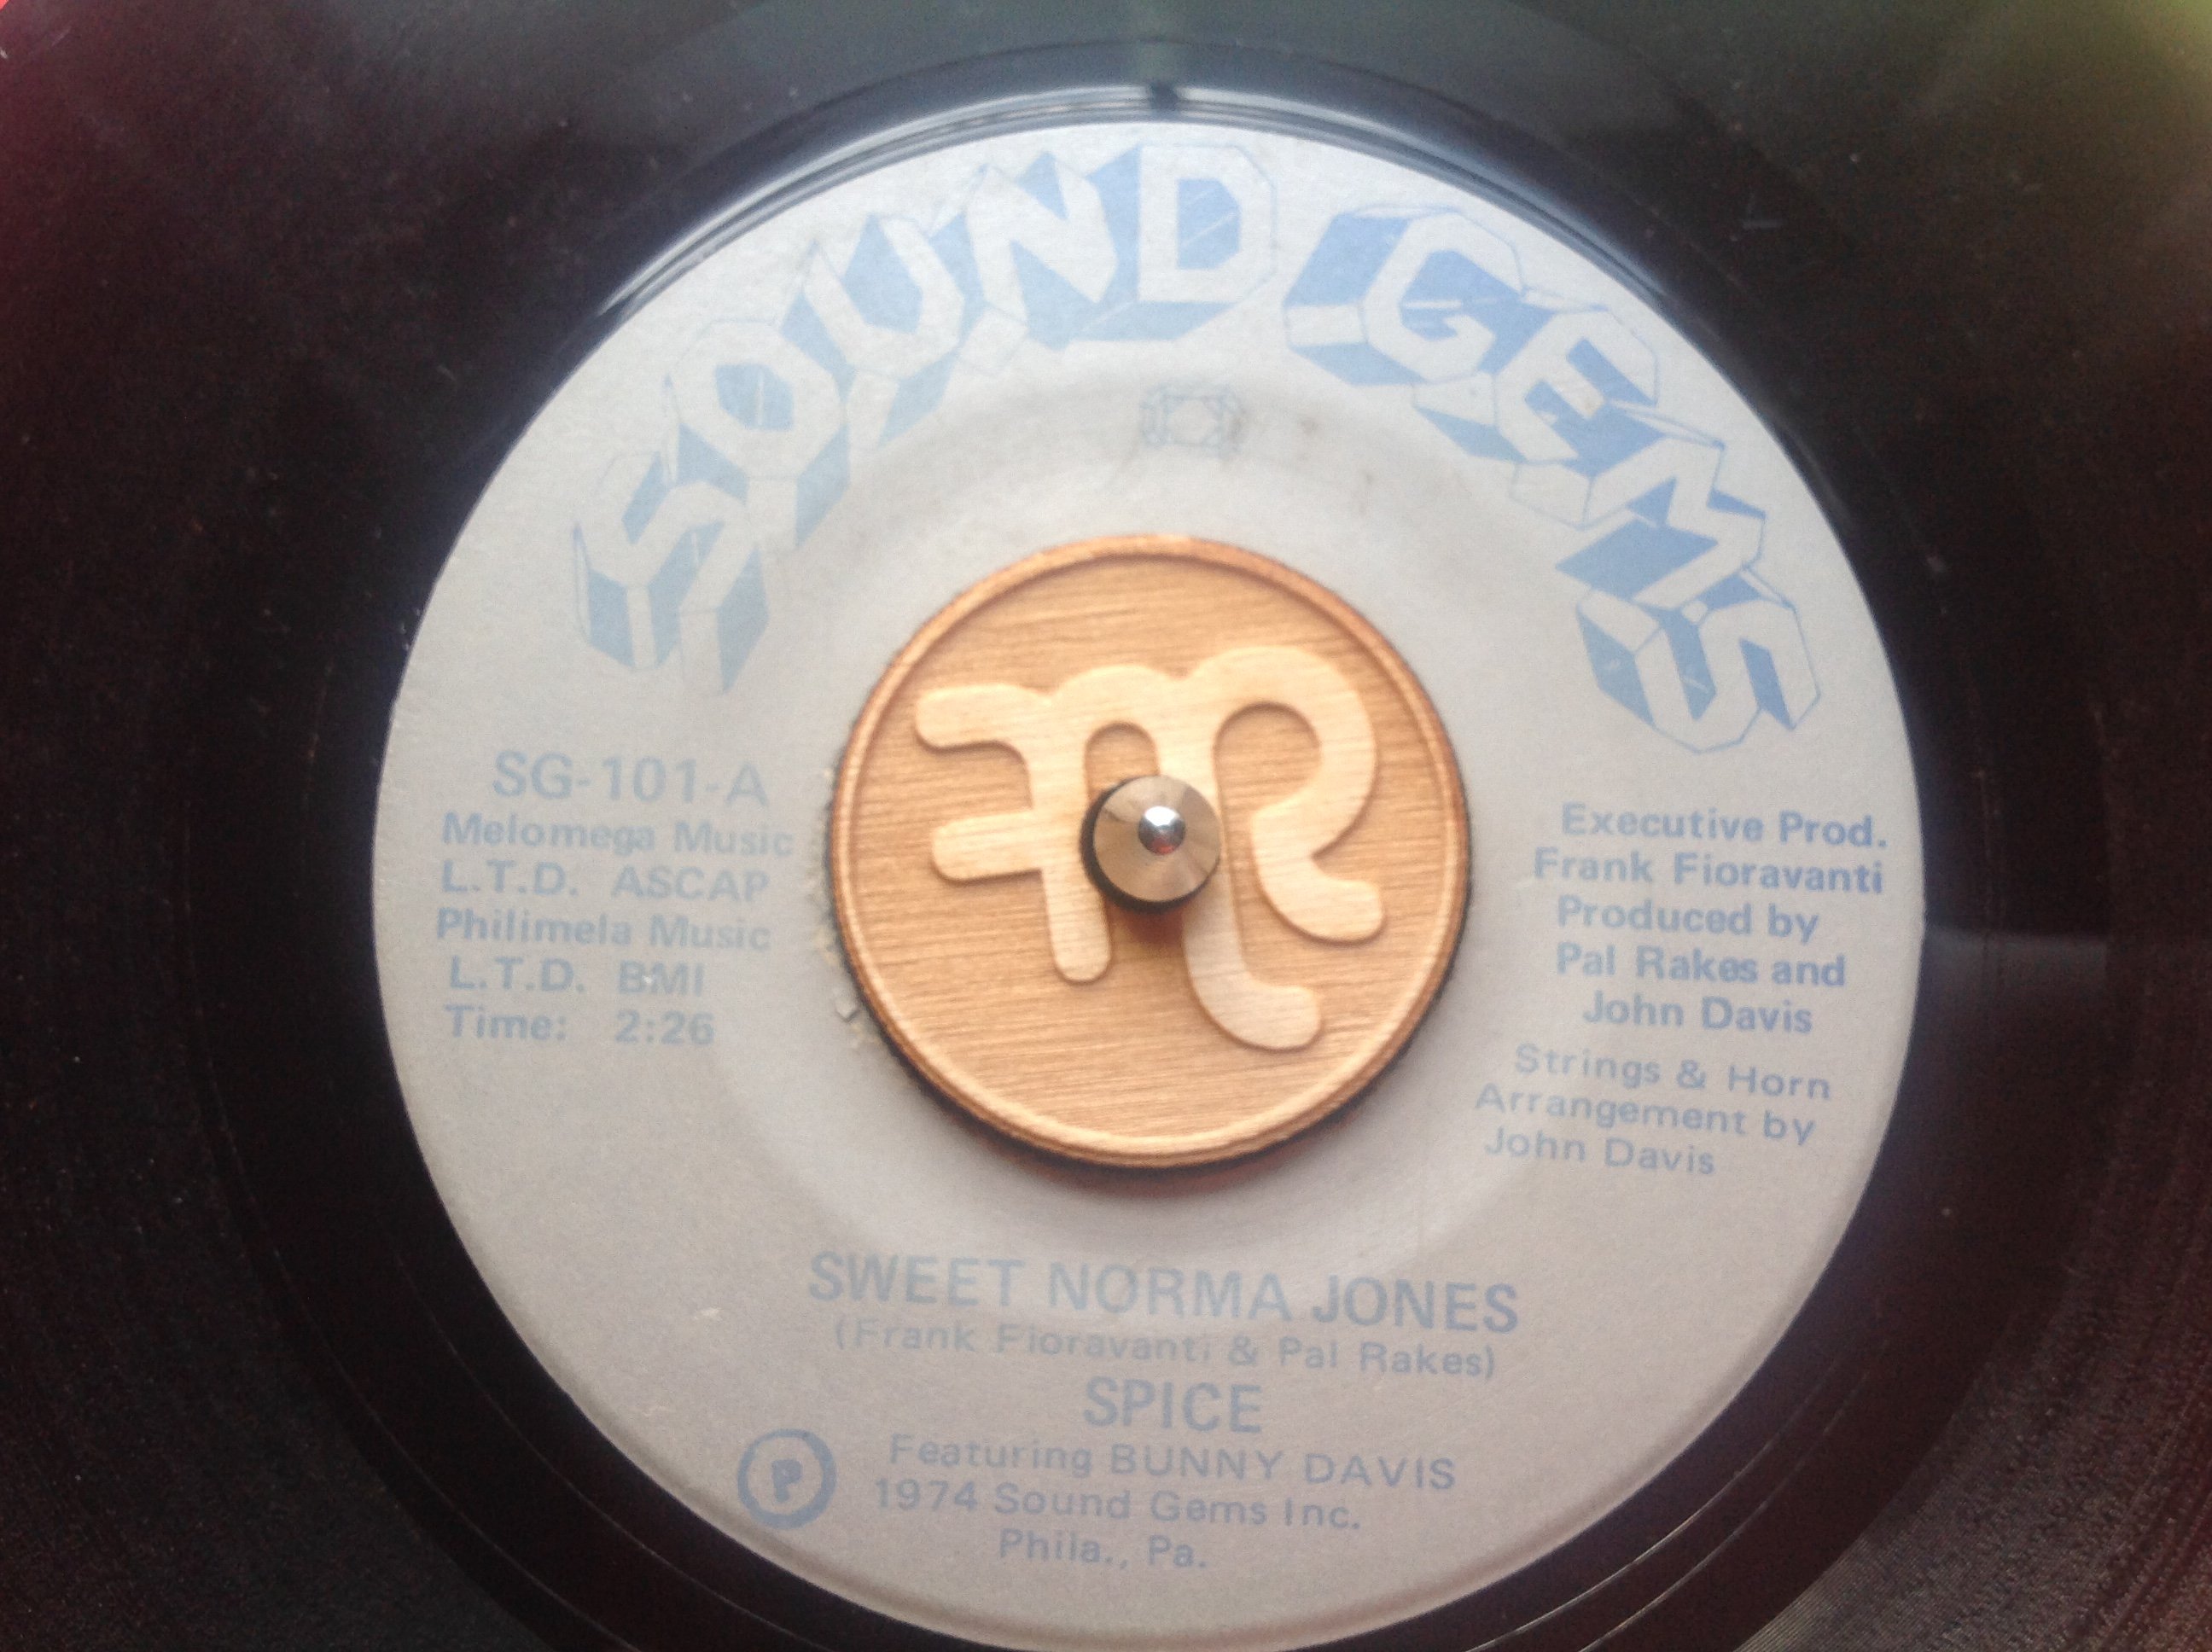 SOUND GEMS
SG-101-A
Melomega Music
L.T.D. ASCAP
Philimela Music
L.T.D. BMI
Time: 2:26
Executive Prod.
Frank Fioravanti
Produced by
Pal Rakes and
John Davis
Strings & Horn
Arrangement by
John Davis
SWEET NORMA JONES
(Frank Fioravanti & Pal Rakes)
SPICE
Featuring BUNNY DAVIS
Ⓟ 1974 Sound Gems Inc.
Phila., Pa.